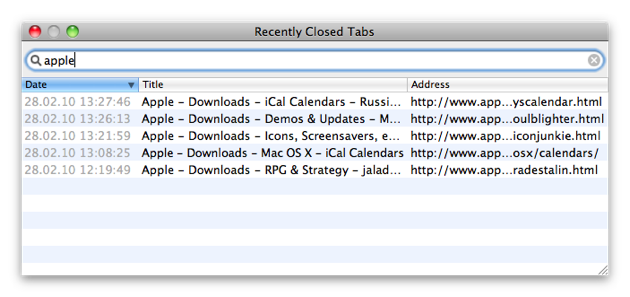 Recently Closed Tabs
apple
Date Title Address
28.02.10 13:27:46 Apple – Downloads – iCal Calendars – Russi... http://www.app...yscalendar.html
28.02.10 13:26:13 Apple – Downloads – Demos & Updates – M... http://www.app...oulblighter.html
28.02.10 13:21:59 Apple – Downloads – Icons, Screensavers, e... http://www.app...iconjunkie.html
28.02.10 13:08:25 Apple – Downloads – Mac OS X – iCal Calendars http://www.app...osx/calendars/
28.02.10 12:19:49 Apple – Downloads – RPG & Strategy – jalad... http://www.app...radestalin.html